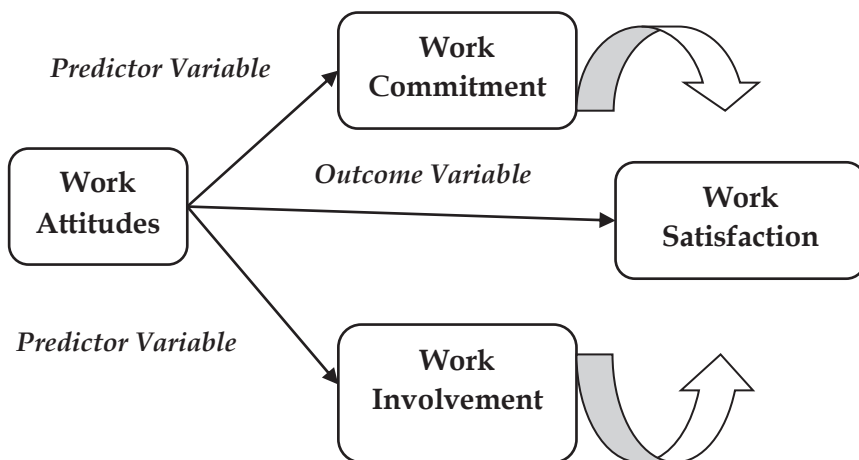 Work
Commitment
Predictor Variable
Work
Attitudes
Outcome Variable
Work
Satisfaction
Predictor Variable
Work
Involvement